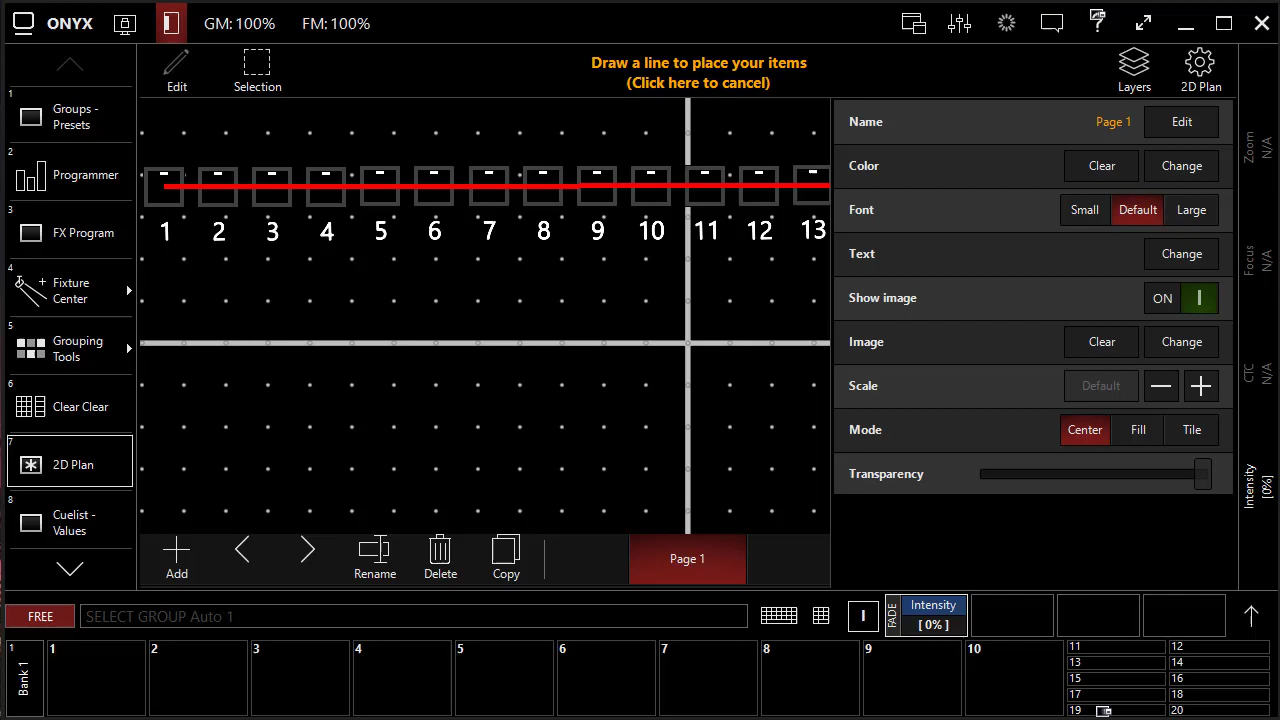 ONYX
GM: 100%
FM: 100%
1
Groups -
Presets
2
Programmer
3
FX Program
4
Fixture
Center
5
Grouping
Tools
6
Clear Clear
7
2D Plan
8
Cuelist -
Values
Edit
Selection
Draw a line to place your items
(Click here to cancel)
Layers
2D Plan
1 2 3 4 5 6 7 8 9 10 11 12 13
Name Page 1 Edit
Color Clear Change
Font Small Default Large
Text Change
Show image ON I
Image Clear Change
Scale Default
Mode Center Fill Tile
Transparency
Zoom
N/A
Focus
N/A
CTC
N/A
Intensity
[0%]
Add
Rename
Delete
Copy
Page 1
FREE
SELECT GROUP Auto 1
I
FADE
Intensity
[ 0% ]
1
Bank 1
1 2 3 4 5 6 7 8 9 10
11 12
13 14
15 16
17 18
19 20